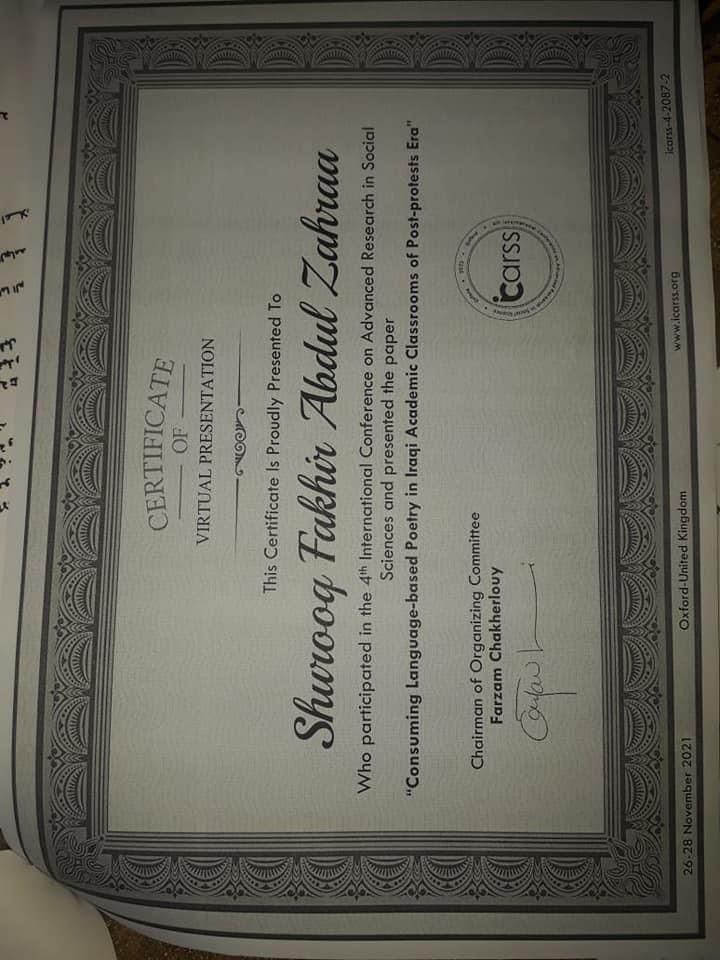 CERTIFICATE
OF
VIRTUAL PRESENTATION
This Certificate Is Proudly Presented To
Shurooq Fakhir Abdul Zahraa
Who participated in the 4th International Conference on Advanced Research in Social
Sciences and presented the paper
"Consuming Language-based Poetry in Iraqi Academic Classrooms of Post-protests Era"
Chairman of Organizing Committee
Farzam Chakherlouy
icarss
26-28 November 2021
Oxford-United Kingdom
www.icarss.org
icarss-4-2087-2